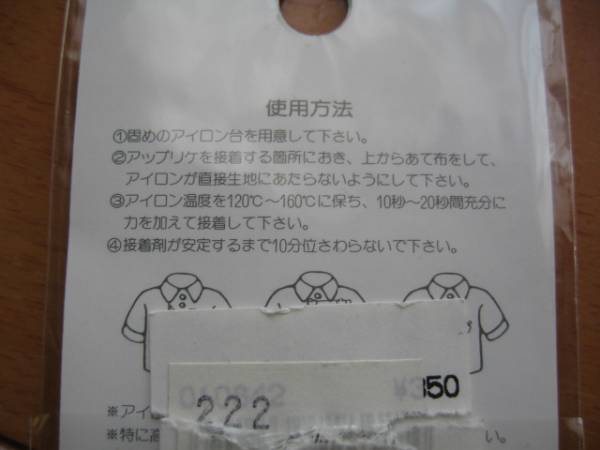 使用方法
①固めのアイロン台を用意して下さい。
②アップリケを接着する箇所におき、上からあて布をして、
アイロンが直接生地にあたらないようにして下さい。
③アイロン温度を120℃〜160℃に保ち、10秒〜20秒間充分に
力を加えて接着して下さい。
④接着剤が安定するまで10分位さわらないで下さい。
¥350
222
※アイ
※特に高
い。